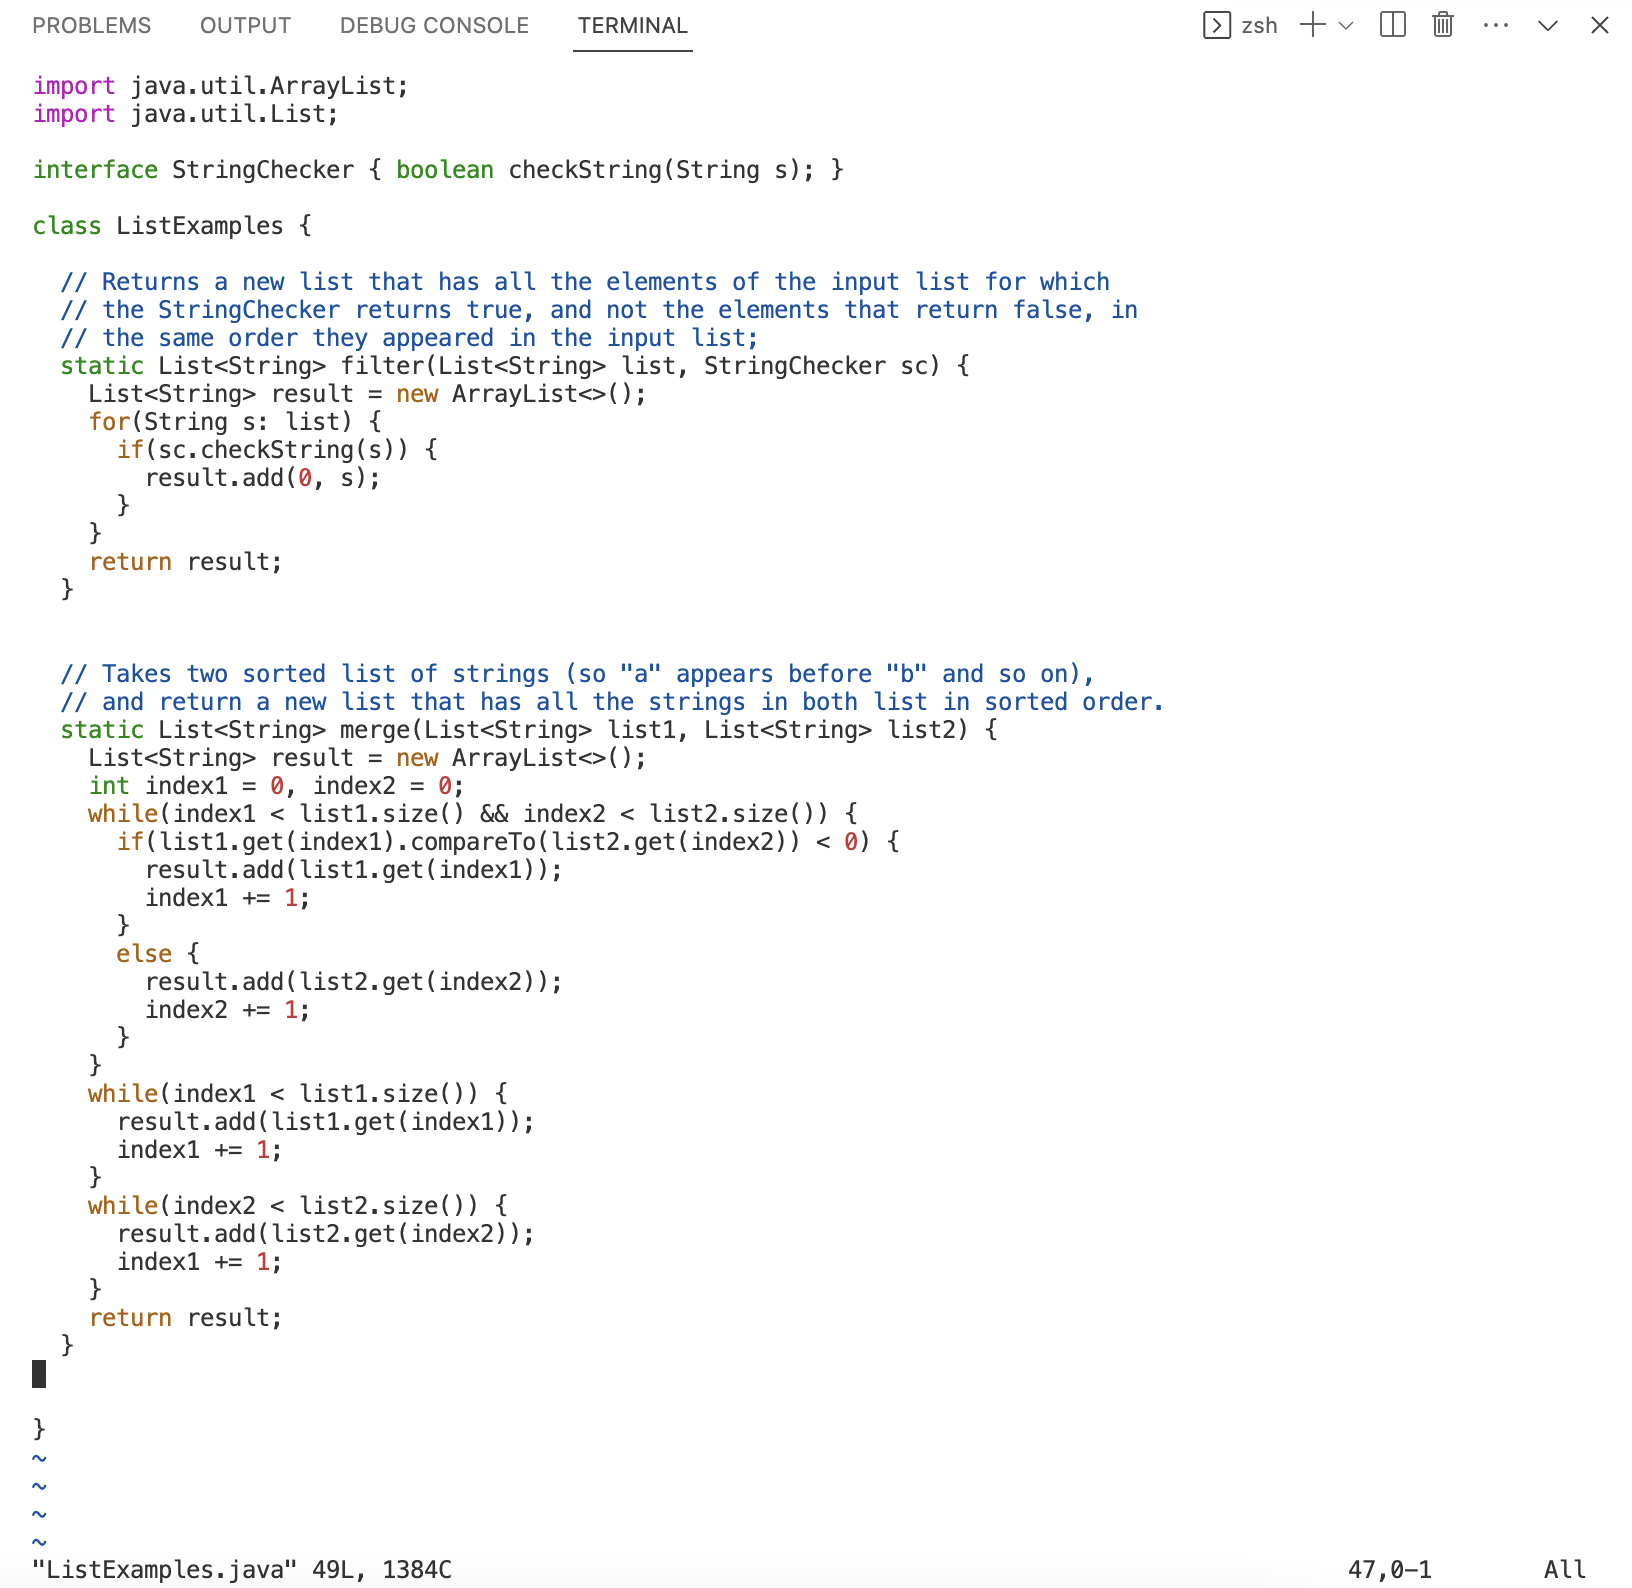 PROBLEMS OUTPUT DEBUG CONSOLE TERMINAL zsh
import java.util.ArrayList;
import java.util.List;

interface StringChecker { boolean checkString(String s); }

class ListExamples {

  // Returns a new list that has all the elements of the input list for which
  // the StringChecker returns true, and not the elements that return false, in
  // the same order they appeared in the input list;
  static List<String> filter(List<String> list, StringChecker sc) {
    List<String> result = new ArrayList<>();
    for(String s: list) {
      if(sc.checkString(s)) {
        result.add(0, s);
      }
    }
    return result;
  }


  // Takes two sorted list of strings (so "a" appears before "b" and so on),
  // and return a new list that has all the strings in both list in sorted order.
  static List<String> merge(List<String> list1, List<String> list2) {
    List<String> result = new ArrayList<>();
    int index1 = 0, index2 = 0;
    while(index1 < list1.size() && index2 < list2.size()) {
      if(list1.get(index1).compareTo(list2.get(index2)) < 0) {
        result.add(list1.get(index1));
        index1 += 1;
      }
      else {
        result.add(list2.get(index2));
        index2 += 1;
      }
    }
    while(index1 < list1.size()) {
      result.add(list1.get(index1));
      index1 += 1;
    }
    while(index2 < list2.size()) {
      result.add(list2.get(index2));
      index1 += 1;
    }
    return result;
  }


}
~
~
~
~
"ListExamples.java" 49L, 1384C 47,0-1 All